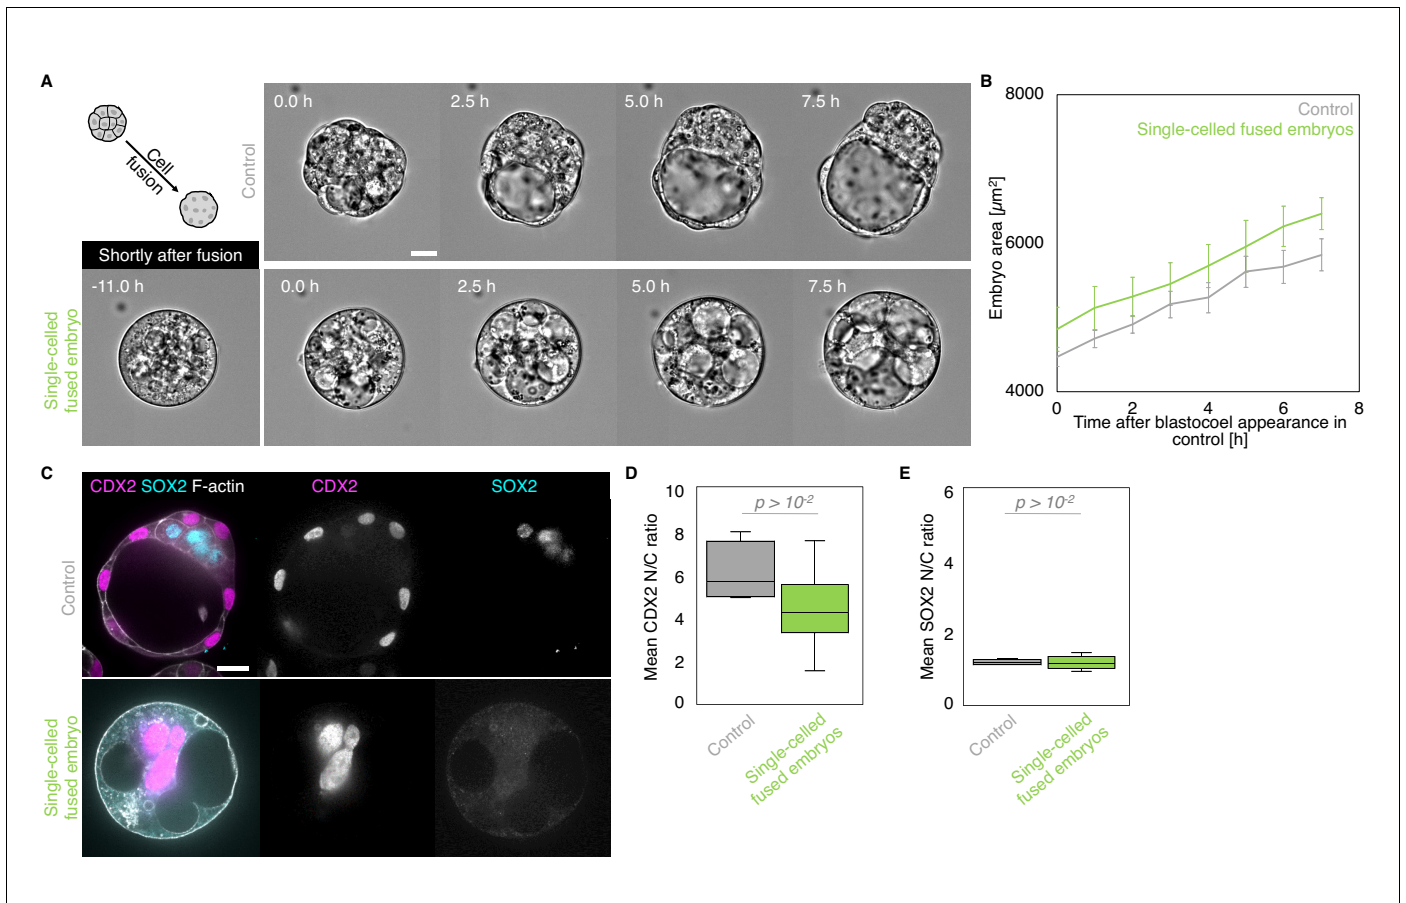 A
Cell
fusion
Control
0.0 h
2.5 h
5.0 h
7.5 h
Shortly after fusion
Single-celled
fused embryo
-11.0 h
0.0 h
2.5 h
5.0 h
7.5 h
B
Embryo area [µm²]
8000
6000
4000
Control
Single-celled fused embryos
0
2
4
6
8
Time after blastocoel appearance in
control [h]
C
CDX2 SOX2 F-actin
CDX2
SOX2
Control
Single-celled
fused embryo
D
Mean CDX2 N/C ratio
10
8
6
4
2
0
p > 10⁻²
Control
Single-celled
fused embryos
E
Mean SOX2 N/C ratio
6
4
2
0
p > 10⁻²
Control
Single-celled
fused embryos